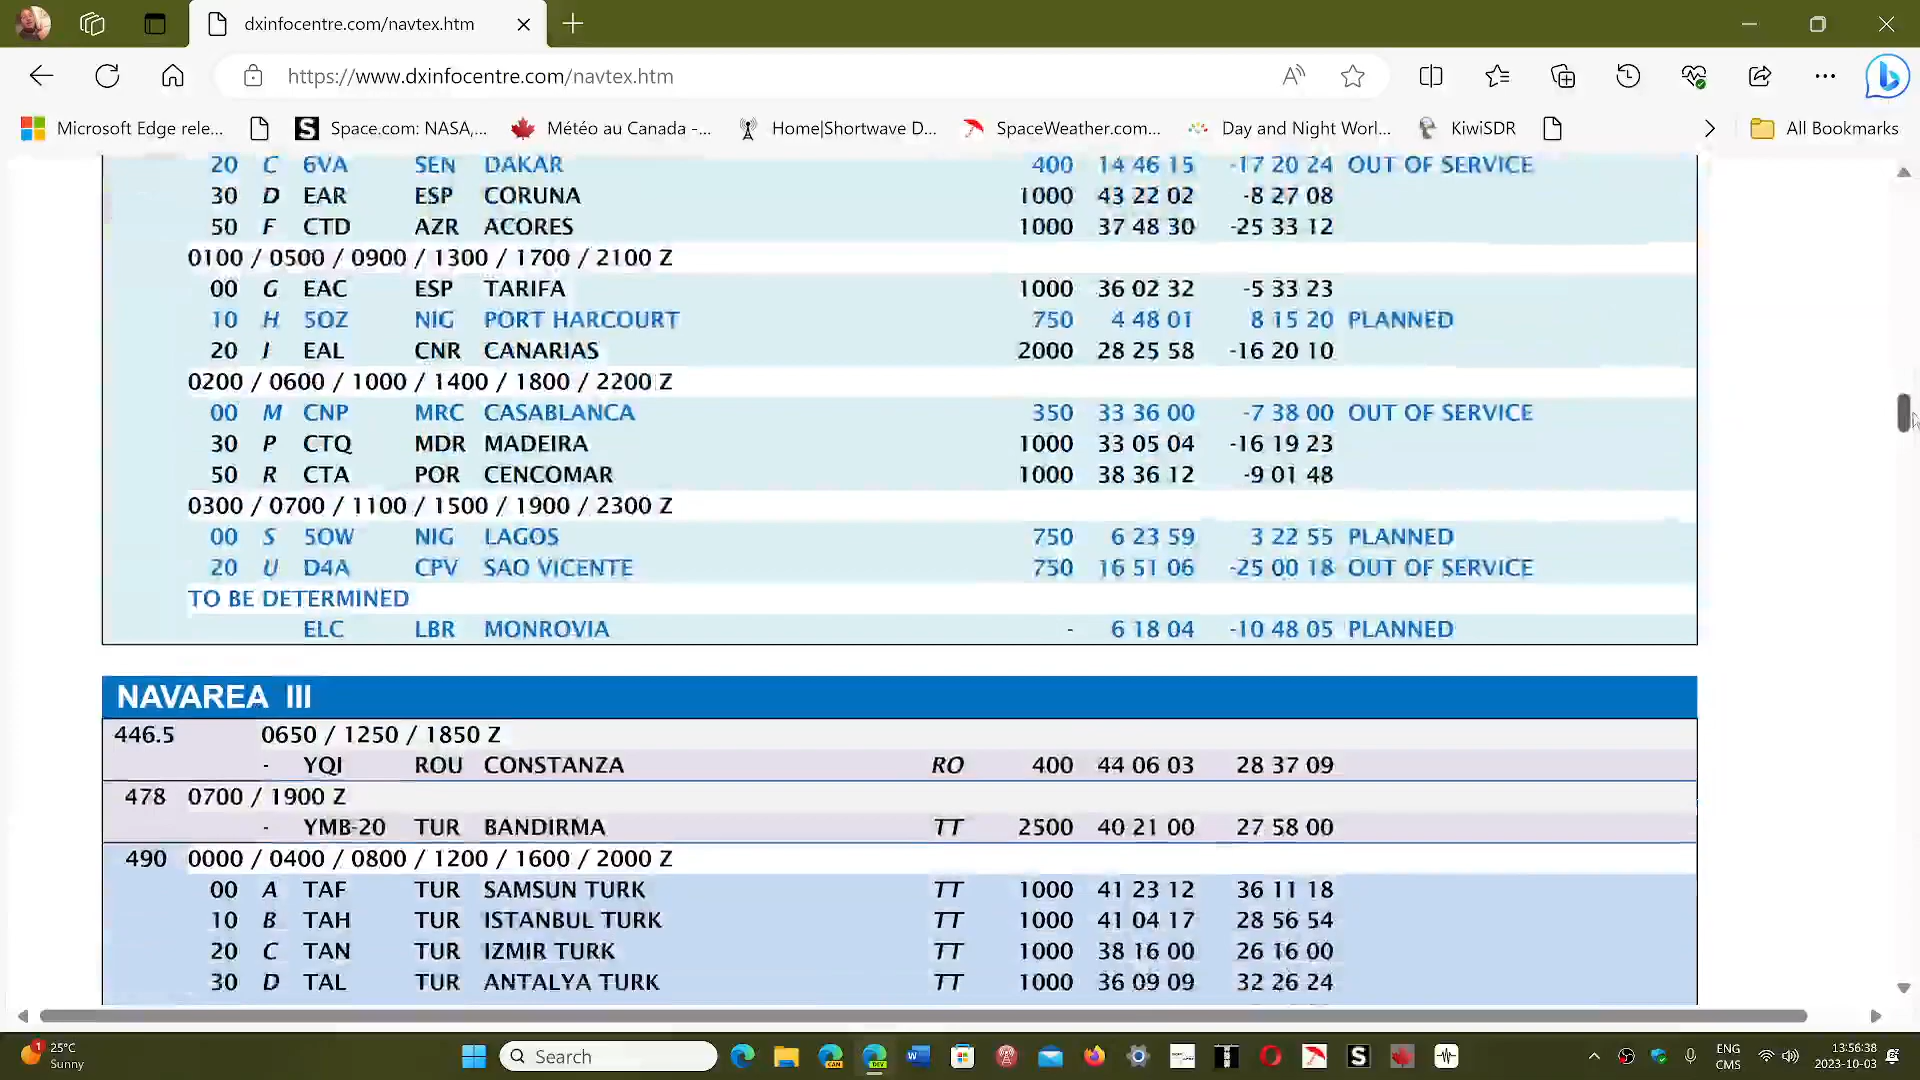 dxinfocentre.com/navtex.htm
https://www.dxinfocentre.com/navtex.htm
Microsoft Edge rele... Space.com: NASA,... Météo au Canada -... Home|Shortwave D... SpaceWeather.com... Day and Night Worl... KiwiSDR All Bookmarks
20 C 6VA SEN DAKAR 400 14 46 15 -17 20 24 OUT OF SERVICE
30 D EAR ESP CORUNA 1000 43 22 02 -8 27 08
50 F CTD AZR ACORES 1000 37 48 30 -25 33 12
0100 / 0500 / 0900 / 1300 / 1700 / 2100 Z
00 G EAC ESP TARIFA 1000 36 02 32 -5 33 23
10 H 5OZ NIG PORT HARCOURT 750 4 48 01 8 15 20 PLANNED
20 I EAL CNR CANARIAS 2000 28 25 58 -16 20 10
0200 / 0600 / 1000 / 1400 / 1800 / 2200 Z
00 M CNP MRC CASABLANCA 350 33 36 00 -7 38 00 OUT OF SERVICE
30 P CTQ MDR MADEIRA 1000 33 05 04 -16 19 23
50 R CTA POR CENCOMAR 1000 38 36 12 -9 01 48
0300 / 0700 / 1100 / 1500 / 1900 / 2300 Z
00 S 5OW NIG LAGOS 750 6 23 59 3 22 55 PLANNED
20 U D4A CPV SAO VICENTE 750 16 51 06 -25 00 18 OUT OF SERVICE
TO BE DETERMINED
ELC LBR MONROVIA - 6 18 04 -10 48 05 PLANNED
NAVAREA III
446.5 0650 / 1250 / 1850 Z
- YQI ROU CONSTANZA RO 400 44 06 03 28 37 09
478 0700 / 1900 Z
- YMB-20 TUR BANDIRMA TT 2500 40 21 00 27 58 00
490 0000 / 0400 / 0800 / 1200 / 1600 / 2000 Z
00 A TAF TUR SAMSUN TURK TT 1000 41 23 12 36 11 18
10 B TAH TUR ISTANBUL TURK TT 1000 41 04 17 28 56 54
20 C TAN TUR IZMIR TURK TT 1000 38 16 00 26 16 00
30 D TAL TUR ANTALYA TURK TT 1000 36 09 09 32 26 24
1 25°C Search ENG 13:56:38
Sunny CMS 2023-10-03